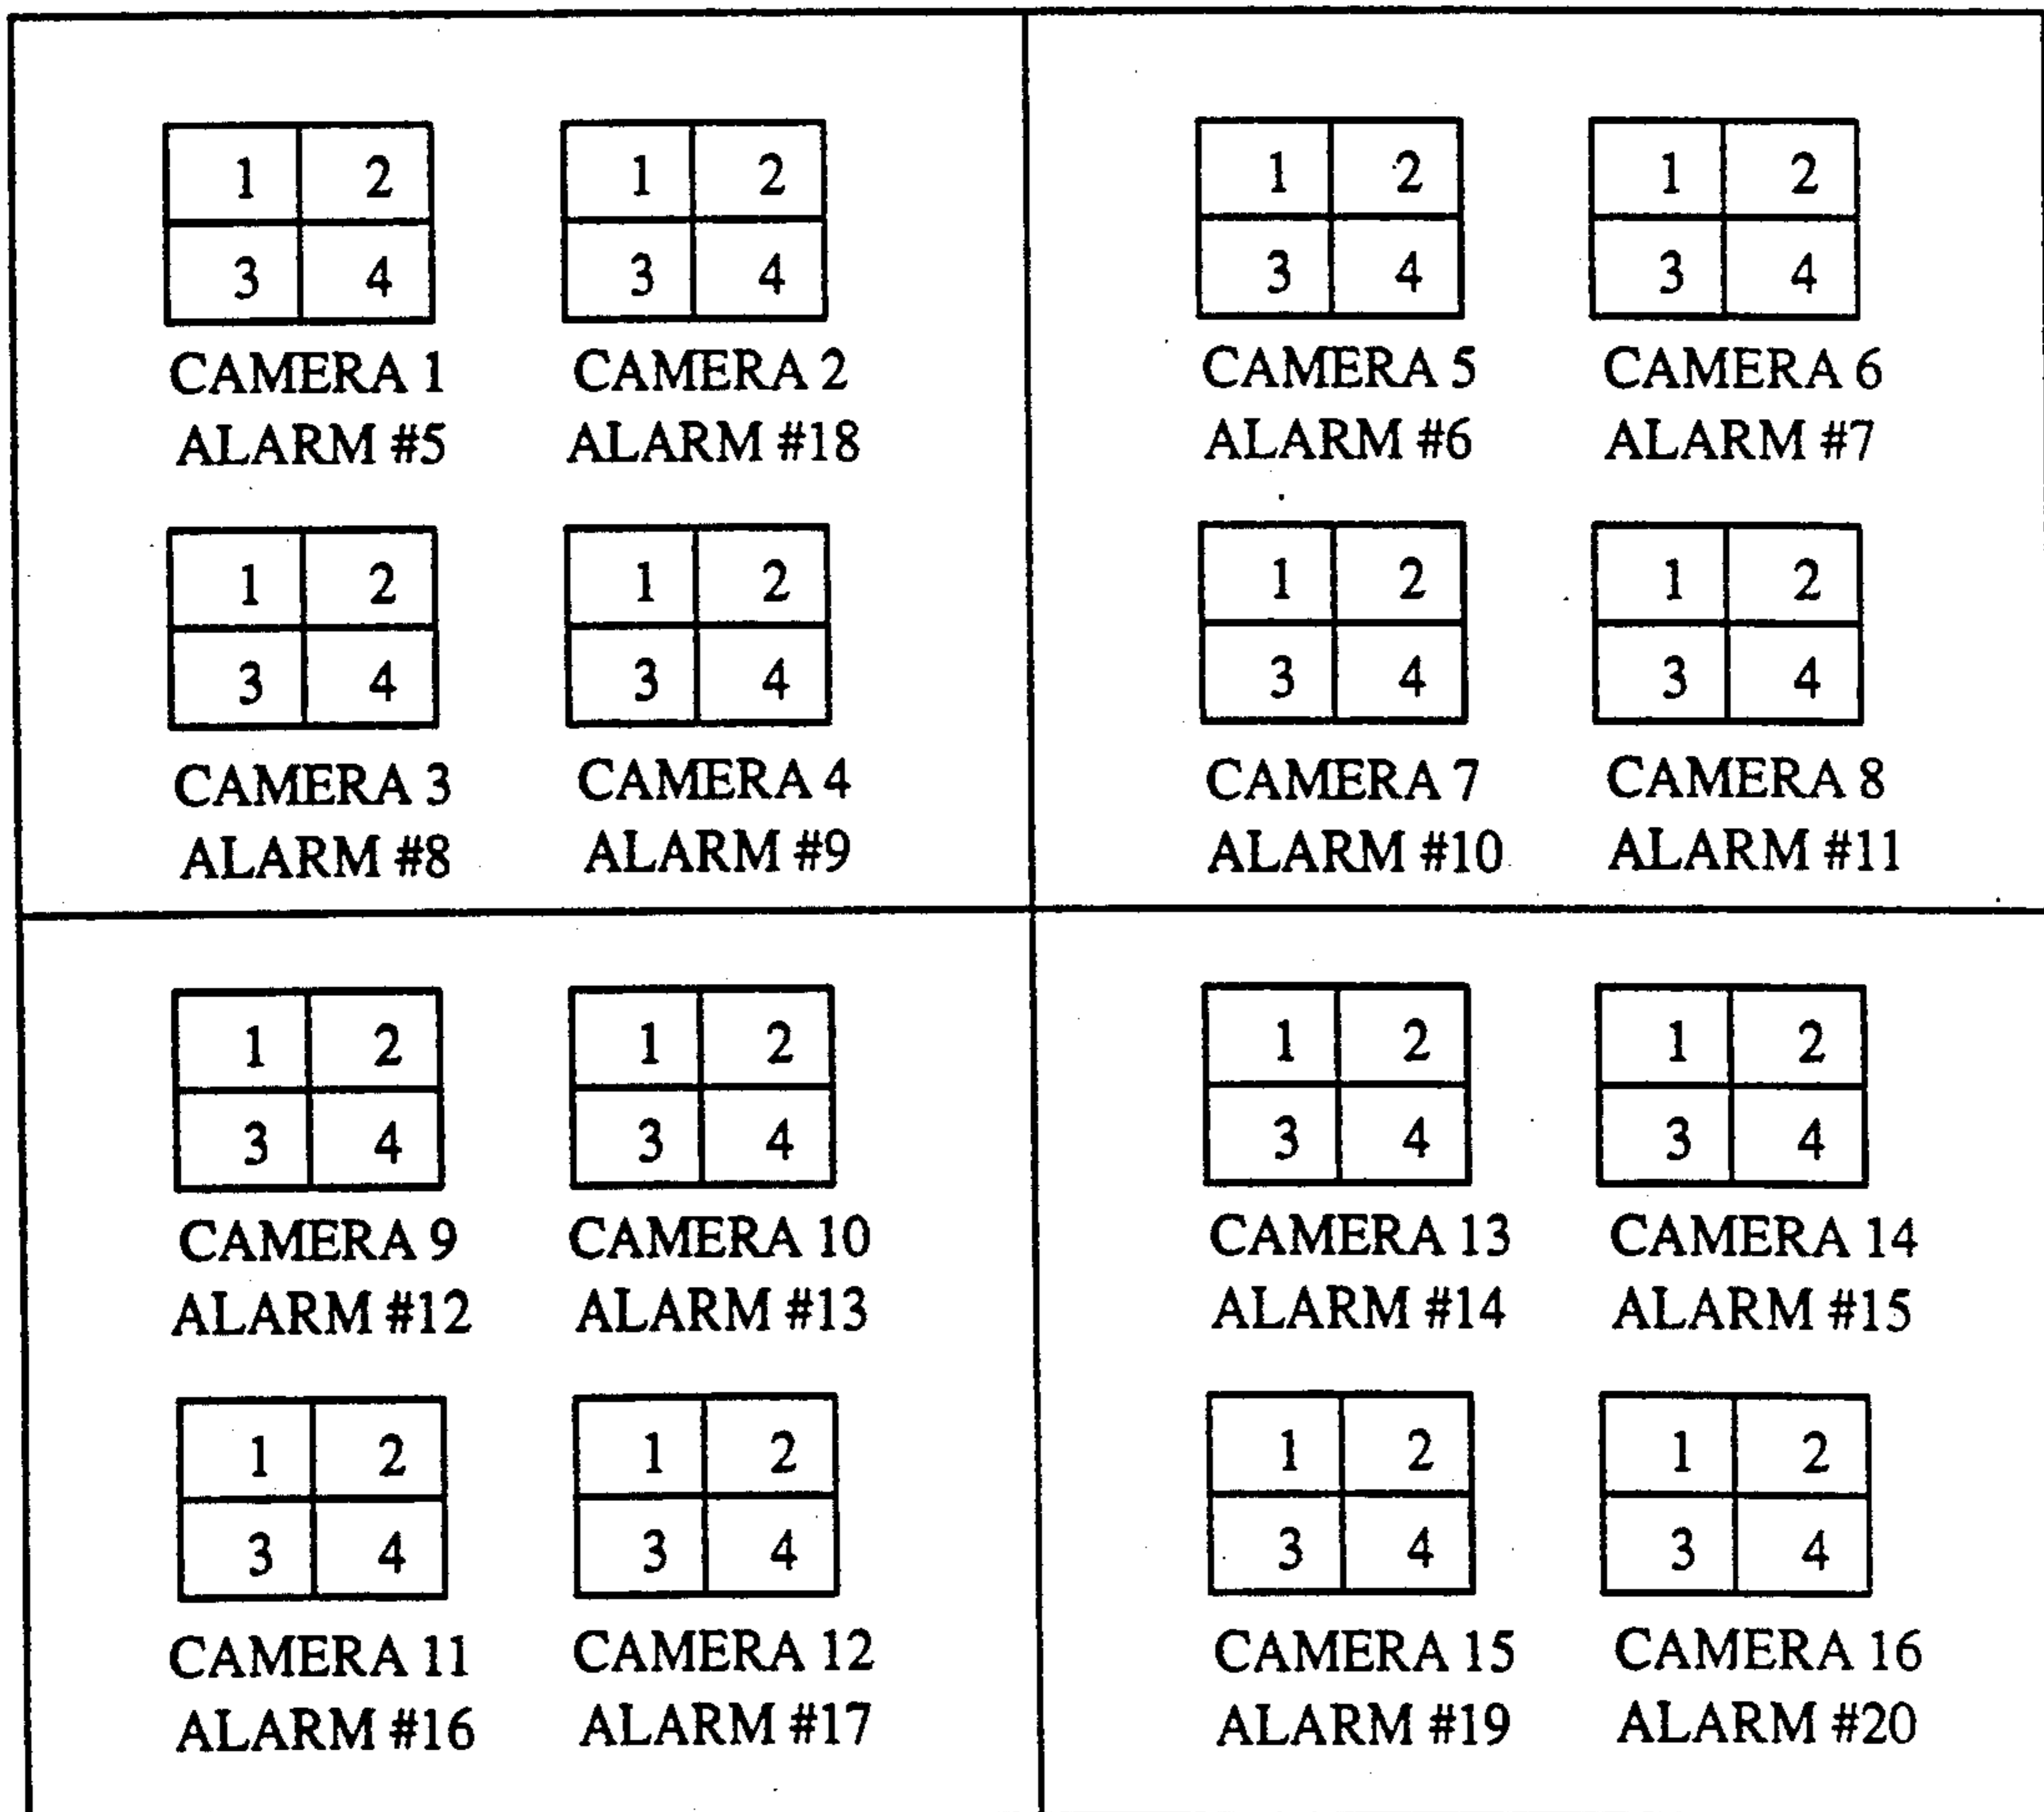 1 2 1 2
3 4 3 4
CAMERA 1 CAMERA 2
ALARM #5 ALARM #18
1 2 1 2
3 4 3 4
CAMERA 3 CAMERA 4
ALARM #8 ALARM #9
1 2 1 2
3 4 3 4
CAMERA 5 CAMERA 6
ALARM #6 ALARM #7
1 2 1 2
3 4 3 4
CAMERA 7 CAMERA 8
ALARM #10 ALARM #11
1 2 1 2
3 4 3 4
CAMERA 9 CAMERA 10
ALARM #12 ALARM #13
1 2 1 2
3 4 3 4
CAMERA 11 CAMERA 12
ALARM #16 ALARM #17
1 2 1 2
3 4 3 4
CAMERA 13 CAMERA 14
ALARM #14 ALARM #15
1 2 1 2
3 4 3 4
CAMERA 15 CAMERA 16
ALARM #19 ALARM #20